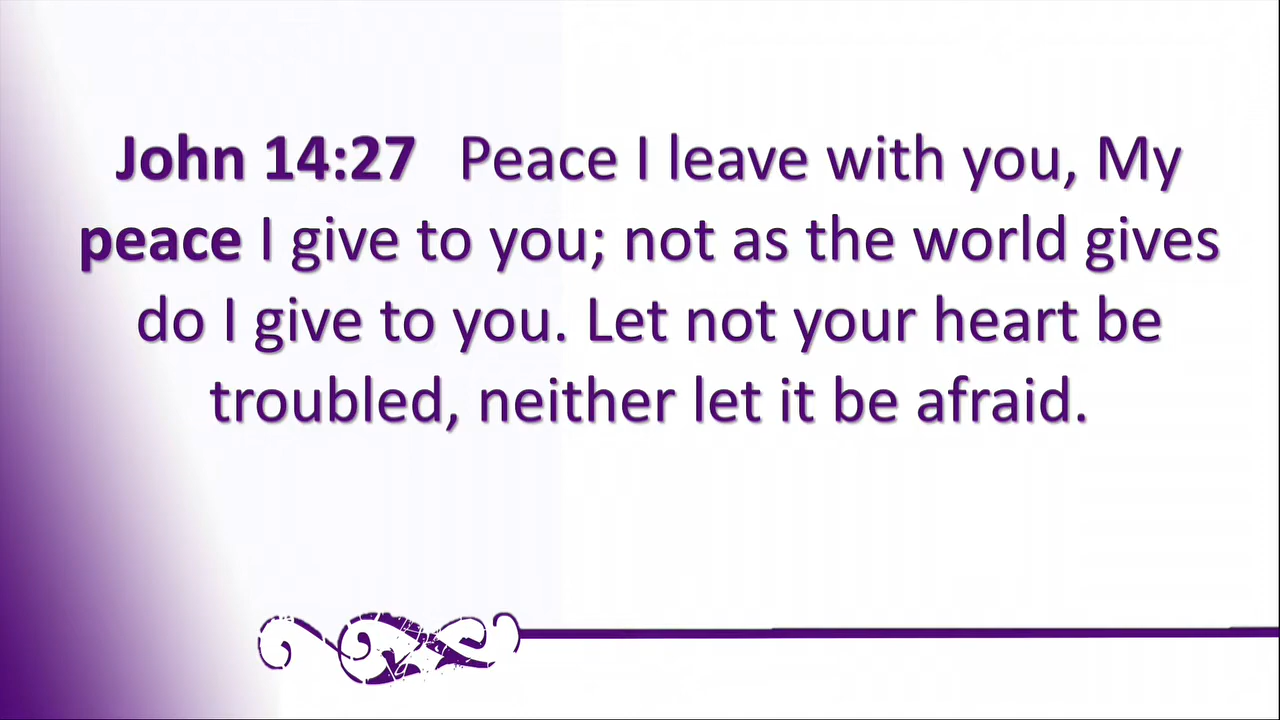 John 14:27 Peace I leave with you, My
peace I give to you; not as the world gives
do I give to you. Let not your heart be
troubled, neither let it be afraid.